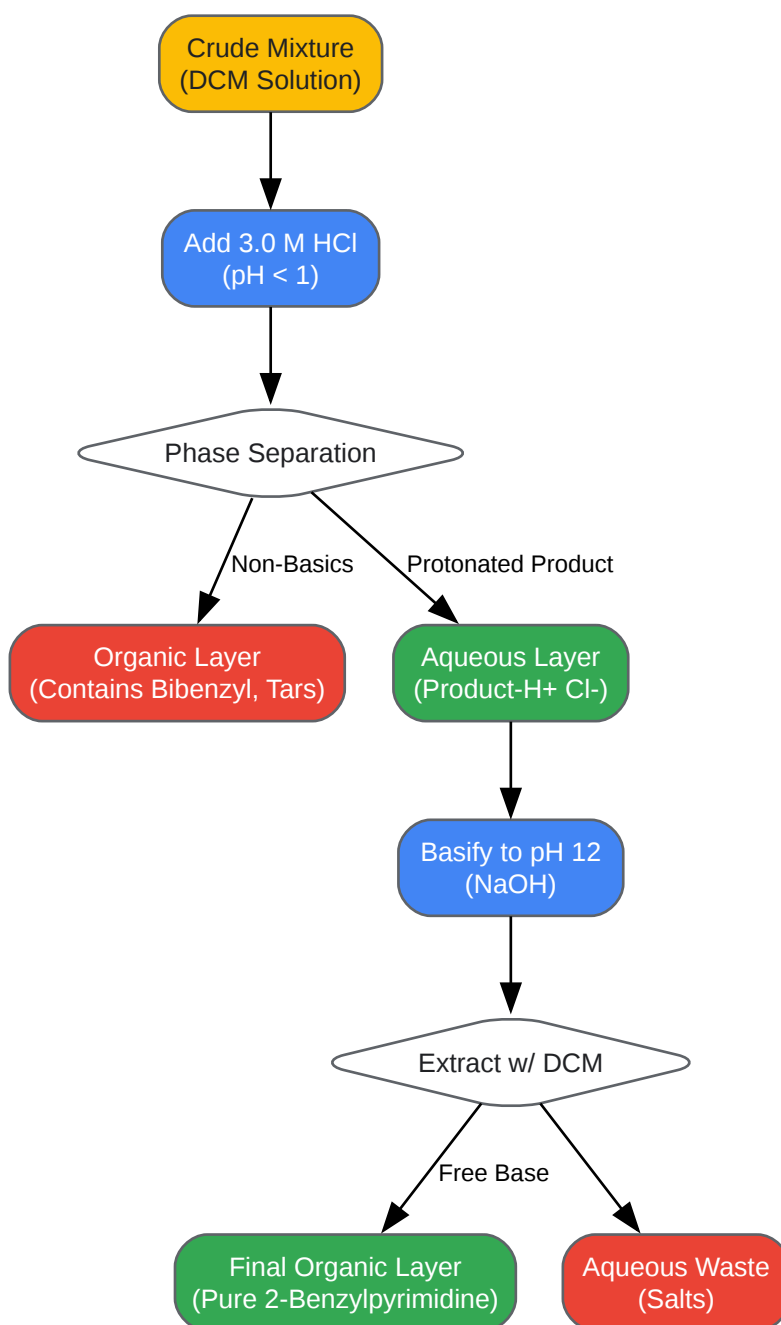 Crude Mixture
(DCM Solution)
Add 3.0 M HCl
(pH < 1)
Phase Separation
Non-Basics
Protonated Product
Organic Layer
(Contains Bibenzyl, Tars)
Aqueous Layer
(Product-H+ Cl-)
Basify to pH 12
(NaOH)
Extract w/ DCM
Free Base
Final Organic Layer
(Pure 2-Benzylpyrimidine)
Aqueous Waste
(Salts)